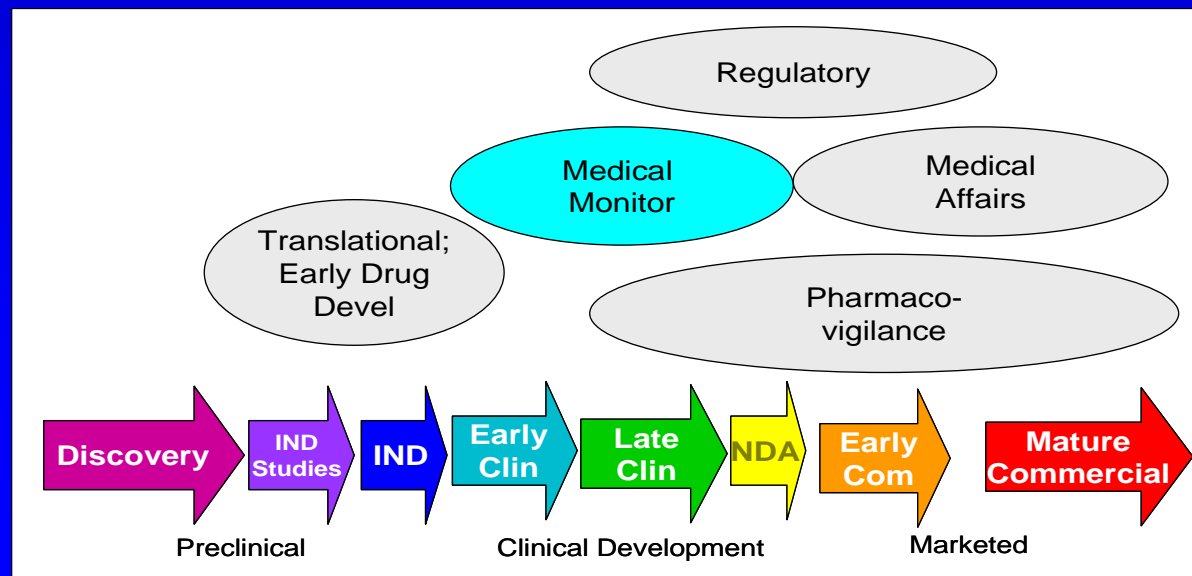 Regulatory
Medical
Monitor
Medical
Affairs
Translational;
Early Drug
Devel
Pharmaco-
vigilance
Discovery
IND
Studies
IND
Early
Clin
Late
Clin
NDA
Early
Com
Mature
Commercial
Preclinical
Clinical Development
Marketed